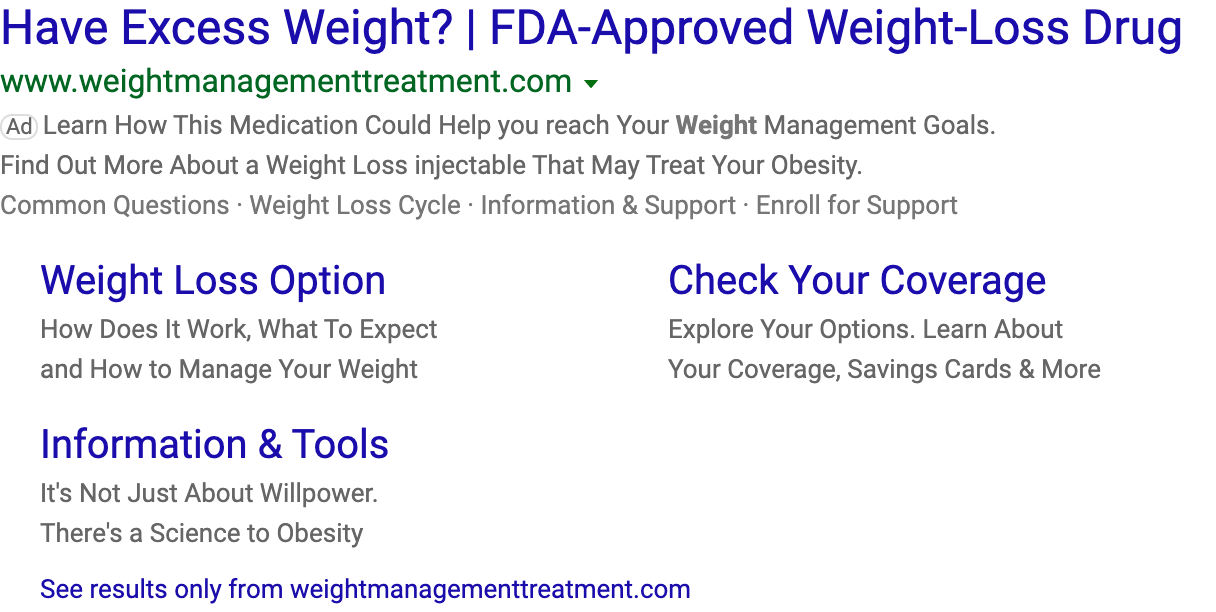 Have Excess Weight? | FDA-Approved Weight-Loss Drug
www.weightmanagementtreatment.com
Ad Learn How This Medication Could Help you reach Your Weight Management Goals.
Find Out More About a Weight Loss injectable That May Treat Your Obesity.
Common Questions · Weight Loss Cycle · Information & Support · Enroll for Support
Weight Loss Option
How Does It Work, What To Expect
and How to Manage Your Weight
Check Your Coverage
Explore Your Options. Learn About
Your Coverage, Savings Cards & More
Information & Tools
It's Not Just About Willpower.
There's a Science to Obesity
See results only from weightmanagementtreatment.com